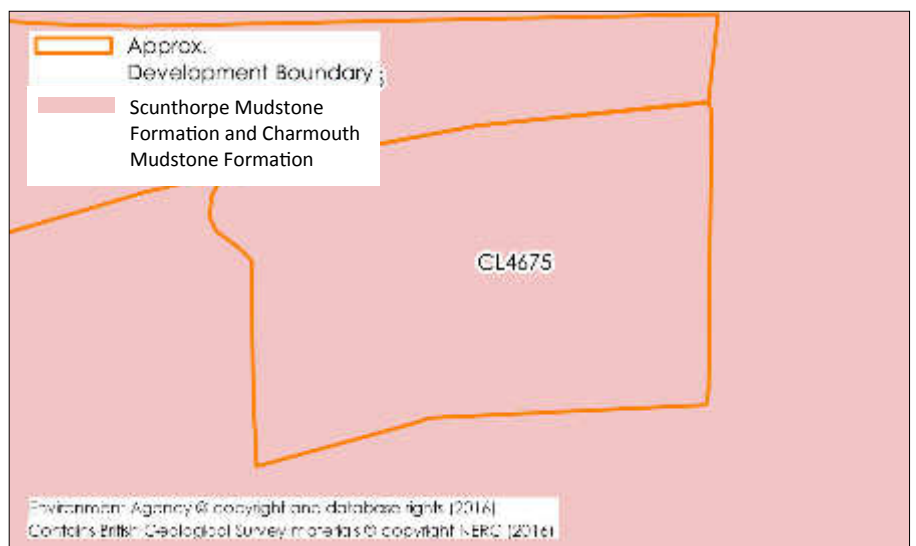 Approx.
Development Boundary
Scunthorpe Mudstone
Formation and Charmouth
Mudstone Formation
CL4675
Environment Agency © copyright and database rights (2016)
Contains British Geological Survey materials © copyright NERC (2016)